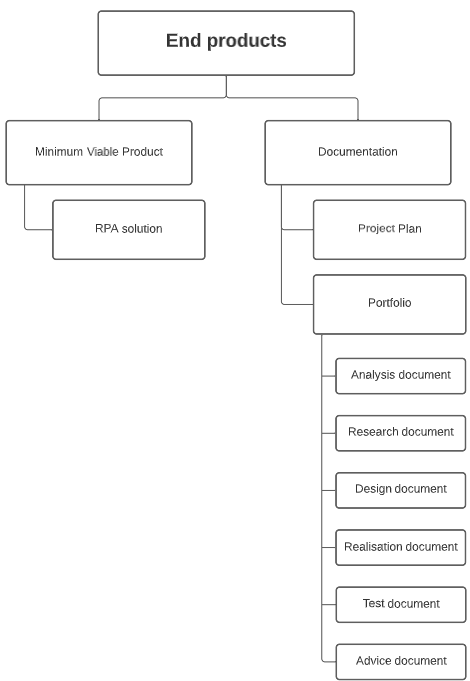 End products
Minimum Viable Product
Documentation
RPA solution
Project Plan
Portfolio
Analysis document
Research document
Design document
Realisation document
Test document
Advice document